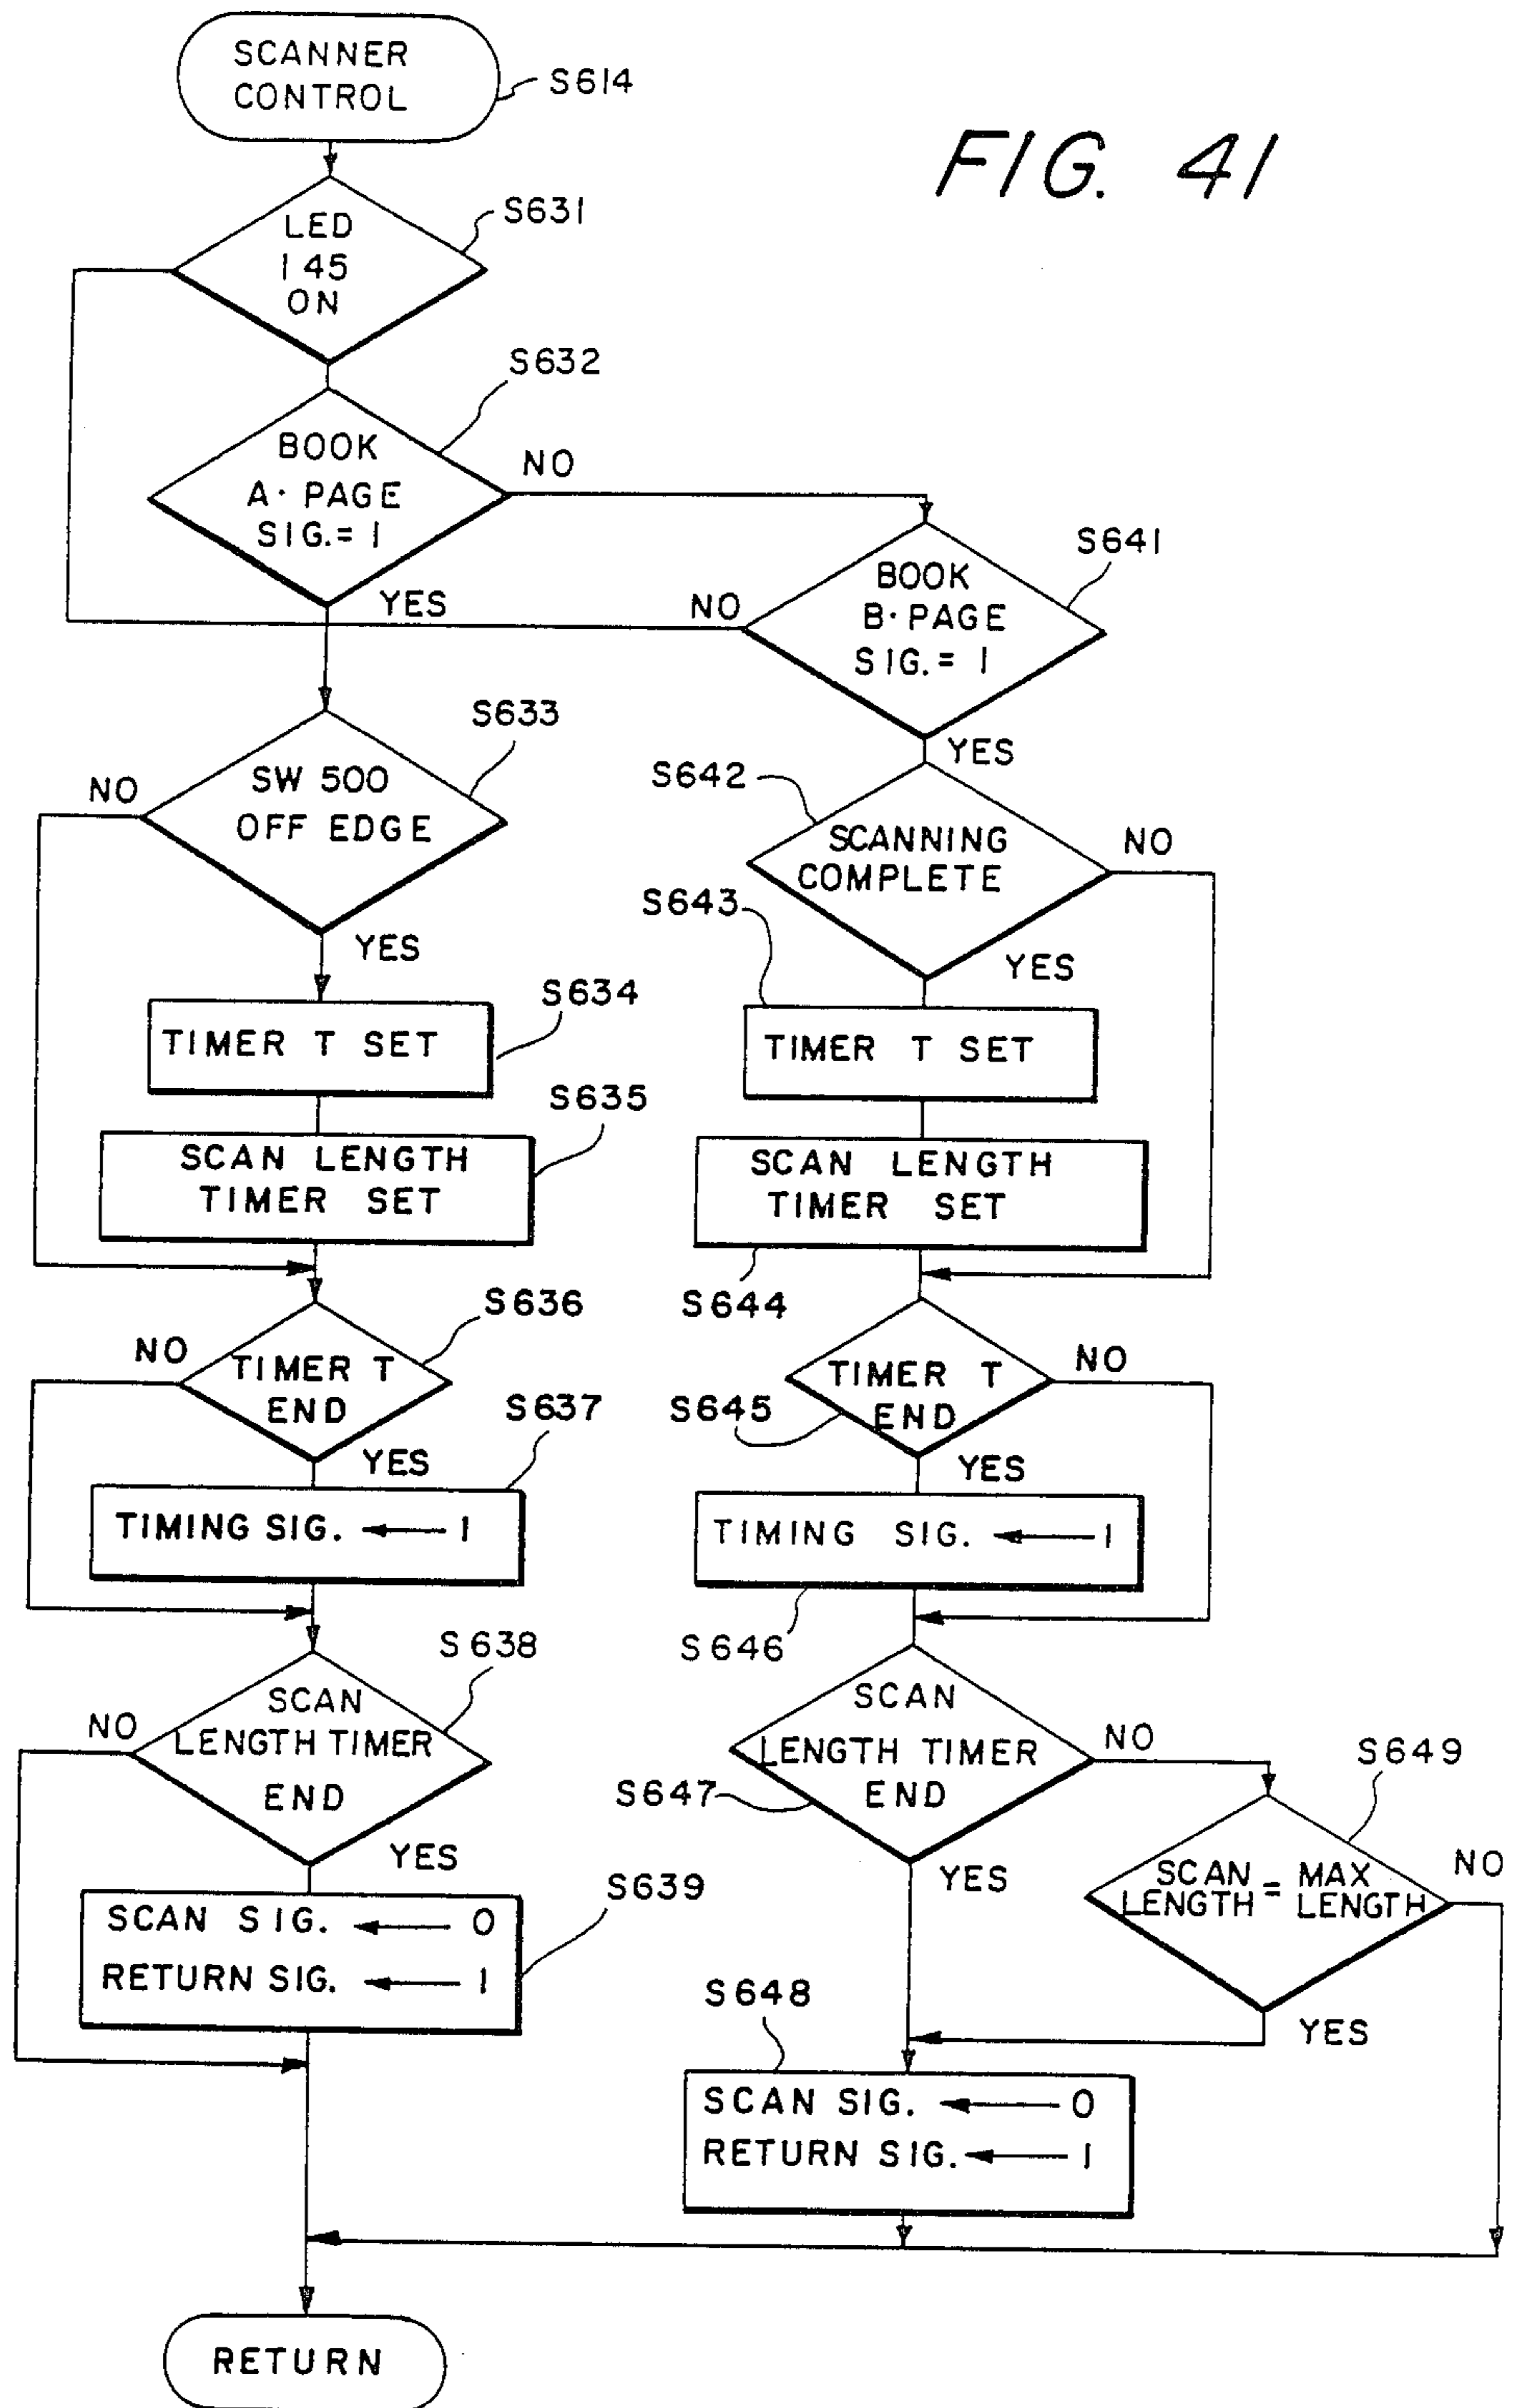 SCANNER
CONTROL
S614
FIG. 41
LED
145
ON
S631
BOOK
A· PAGE
SIG.= 1
S632
NO
YES
BOOK
B· PAGE
SIG.= 1
S641
NO
YES
SW 500
OFF EDGE
S633
NO
YES
SCANNING
COMPLETE
S642
NO
YES
TIMER T SET
S634
TIMER T SET
S643
SCAN LENGTH
TIMER SET
S635
SCAN LENGTH
TIMER SET
S644
TIMER T
END
S636
NO
YES
TIMER T
END
S645
NO
YES
TIMING SIG. ← 1
S637
TIMING SIG. ← 1
S646
SCAN
LENGTH TIMER
END
S638
NO
YES
SCAN
LENGTH TIMER
END
S647
NO
YES
SCAN LENGTH = MAX LENGTH
S649
NO
YES
SCAN SIG. ← 0
RETURN SIG. ← 1
S639
SCAN SIG. ← 0
RETURN SIG. ← 1
S648
RETURN